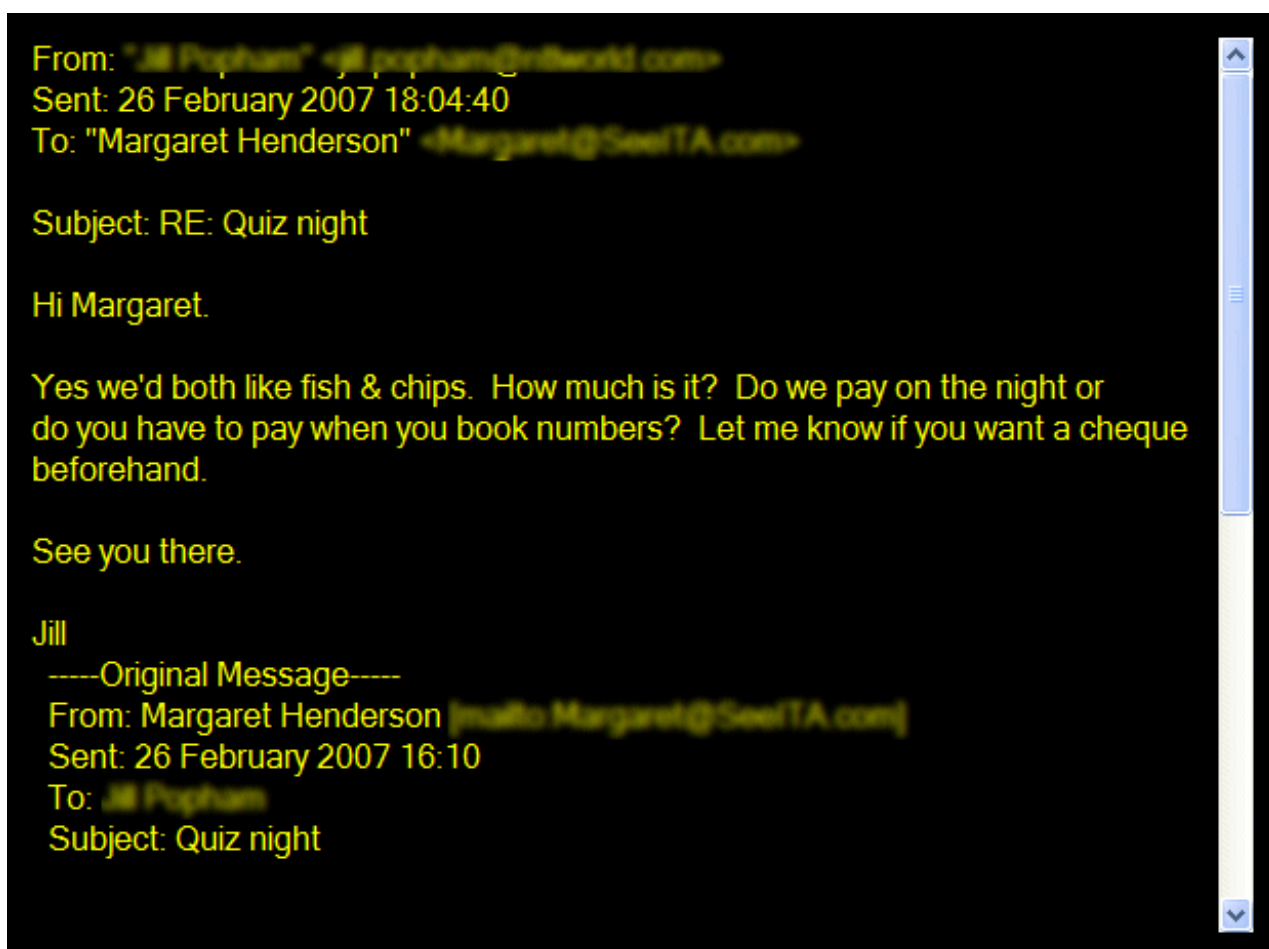 From:
Sent: 26 February 2007 18:04:40
To: "Margaret Henderson"
Subject: RE: Quiz night
Hi Margaret.
Yes we'd both like fish & chips.  How much is it?  Do we pay on the night or
do you have to pay when you book numbers?  Let me know if you want a cheque
beforehand.
See you there.
Jill
-----Original Message-----
From: Margaret Henderson
Sent: 26 February 2007 16:10
To:
Subject: Quiz night